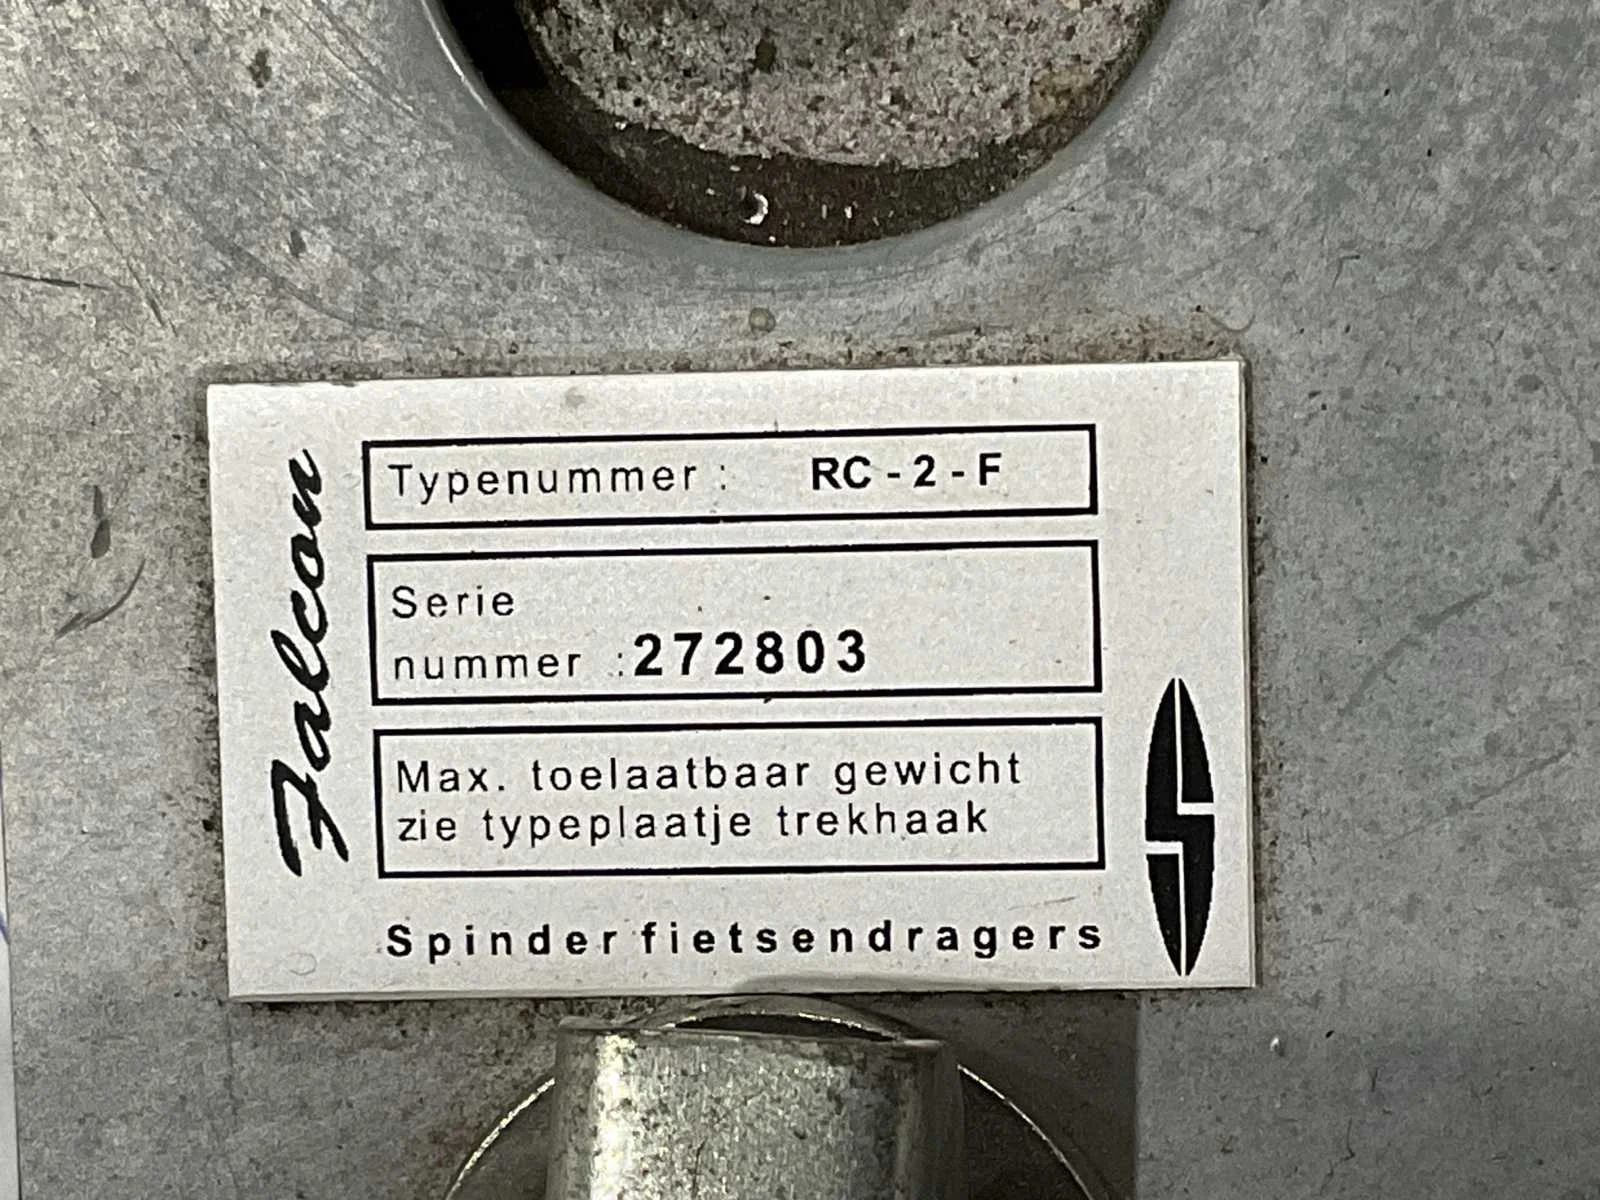 Falcon
Typenummer : RC - 2 - F
Serie
nummer :272803
Max. toelaatbaar gewicht
zie typeplaatje trekhaak
Spinder fietsendragers